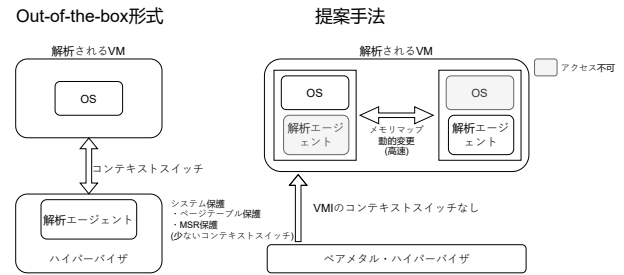 Out-of-the-box形式
解析されるVM
OS
コンテキストスイッチ
解析エージェント
ハイパーバイザ
提案手法
解析されるVM
アクセス不可
OS
解析エージ
ェント
メモリマップ
動的変更
(高速)
OS
解析エージ
ェント
システム保護
・ページテーブル保護
・MSR保護
(少ないコンテキストスイッチ)
VMIのコンテキストスイッチなし
ベアメタル・ハイパーバイザ